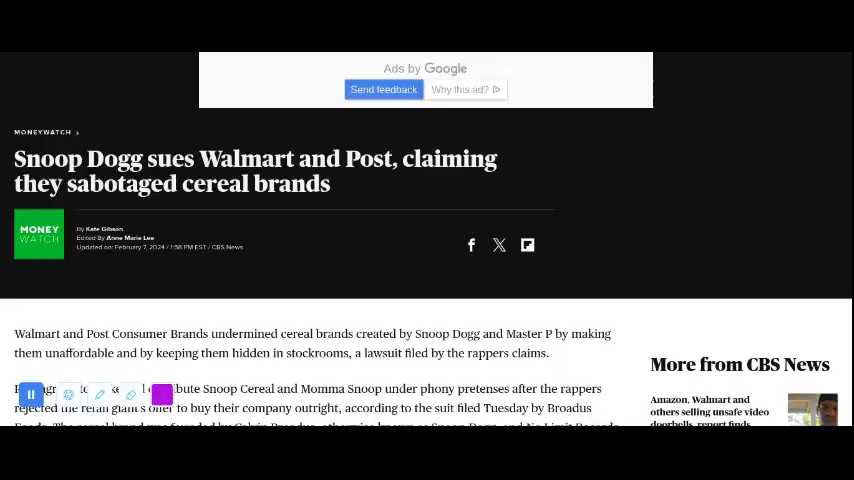 Ads by Google
Send feedback
Why this ad?
MONEYWATCH
Snoop Dogg sues Walmart and Post, claiming
they sabotaged cereal brands
MONEY
WATCH
By Kate Gibson
Edited By Anne Marie Lee
Updated on: February 7, 2024 / 1:58 PM EST / CBS News
Walmart and Post Consumer Brands undermined cereal brands created by Snoop Dogg and Master P by making
them unaffordable and by keeping them hidden in stockrooms, a lawsuit filed by the rappers claims.
Snoop Cereal and Momma Snoop under phony pretenses after the rappers
rejected the retail giant's offer to buy their company outright, according to the suit filed Tuesday by Broadus
More from CBS News
Amazon, Walmart and
others selling unsafe video
doorbells, report finds